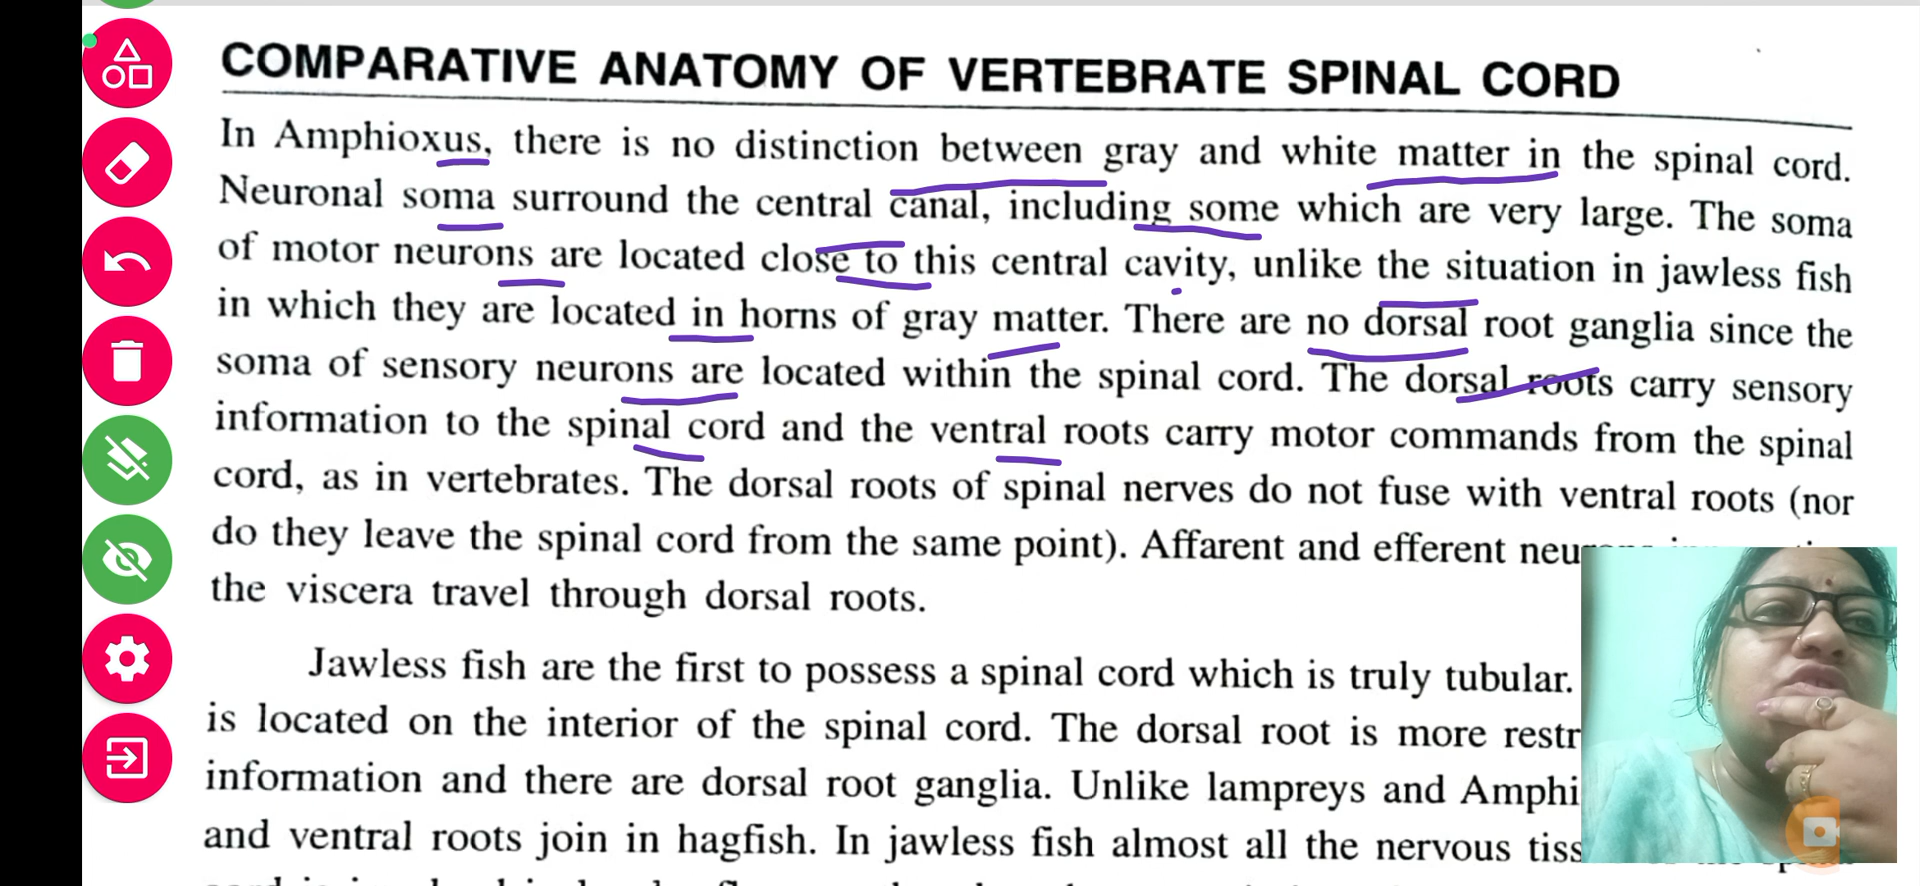 COMPARATIVE ANATOMY OF VERTEBRATE SPINAL CORD
In Amphioxus, there is no distinction between gray and white matter in the spinal cord.
Neuronal soma surround the central canal, including some which are very large. The soma
of motor neurons are located close to this central cavity, unlike the situation in jawless fish
in which they are located in horns of gray matter. There are no dorsal root ganglia since the
soma of sensory neurons are located within the spinal cord. The dorsal roots carry sensory
information to the spinal cord and the ventral roots carry motor commands from the spinal
cord, as in vertebrates. The dorsal roots of spinal nerves do not fuse with ventral roots (nor
do they leave the spinal cord from the same point). Affarent and efferent
the viscera travel through dorsal roots.
Jawless fish are the first to possess a spinal cord which is truly tubular.
is located on the interior of the spinal cord. The dorsal root is more
information and there are dorsal root ganglia. Unlike lampreys and
and ventral roots join in hagfish. In jawless fish almost all the nervous